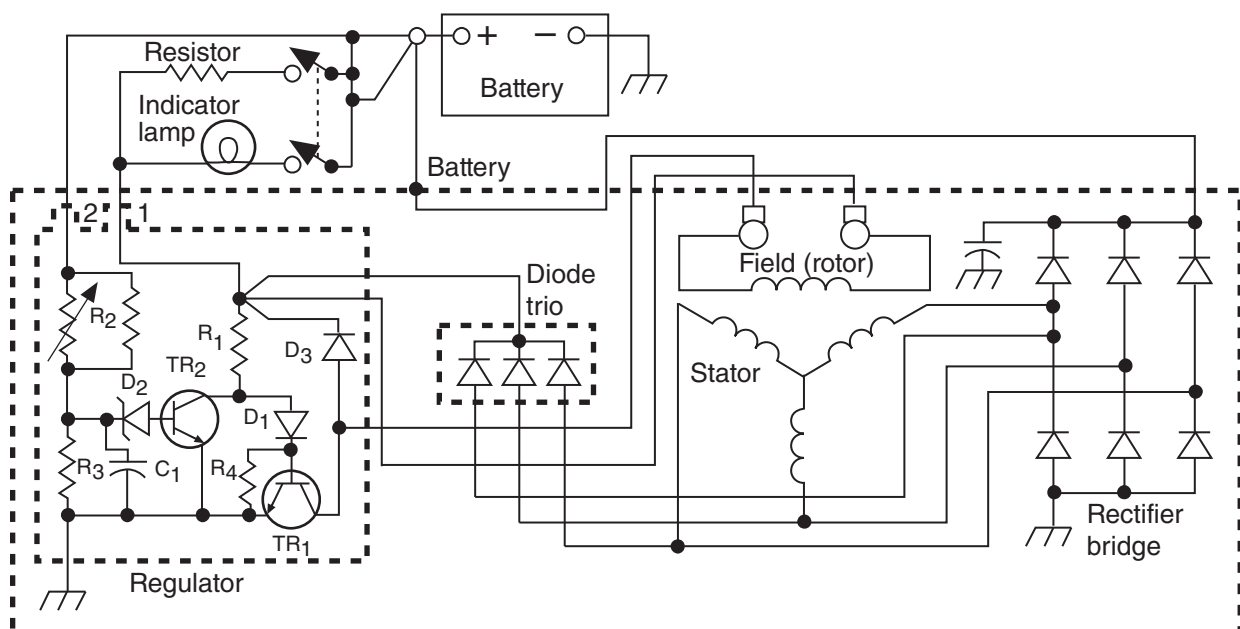 Resistor
+ −
Battery
Indicator
lamp
Battery
2 1
Diode
trio
Field (rotor)
R2
R1
D3
D2
TR2
Stator
D1
R3
C1
R4
TR1
Rectifier
bridge
Regulator